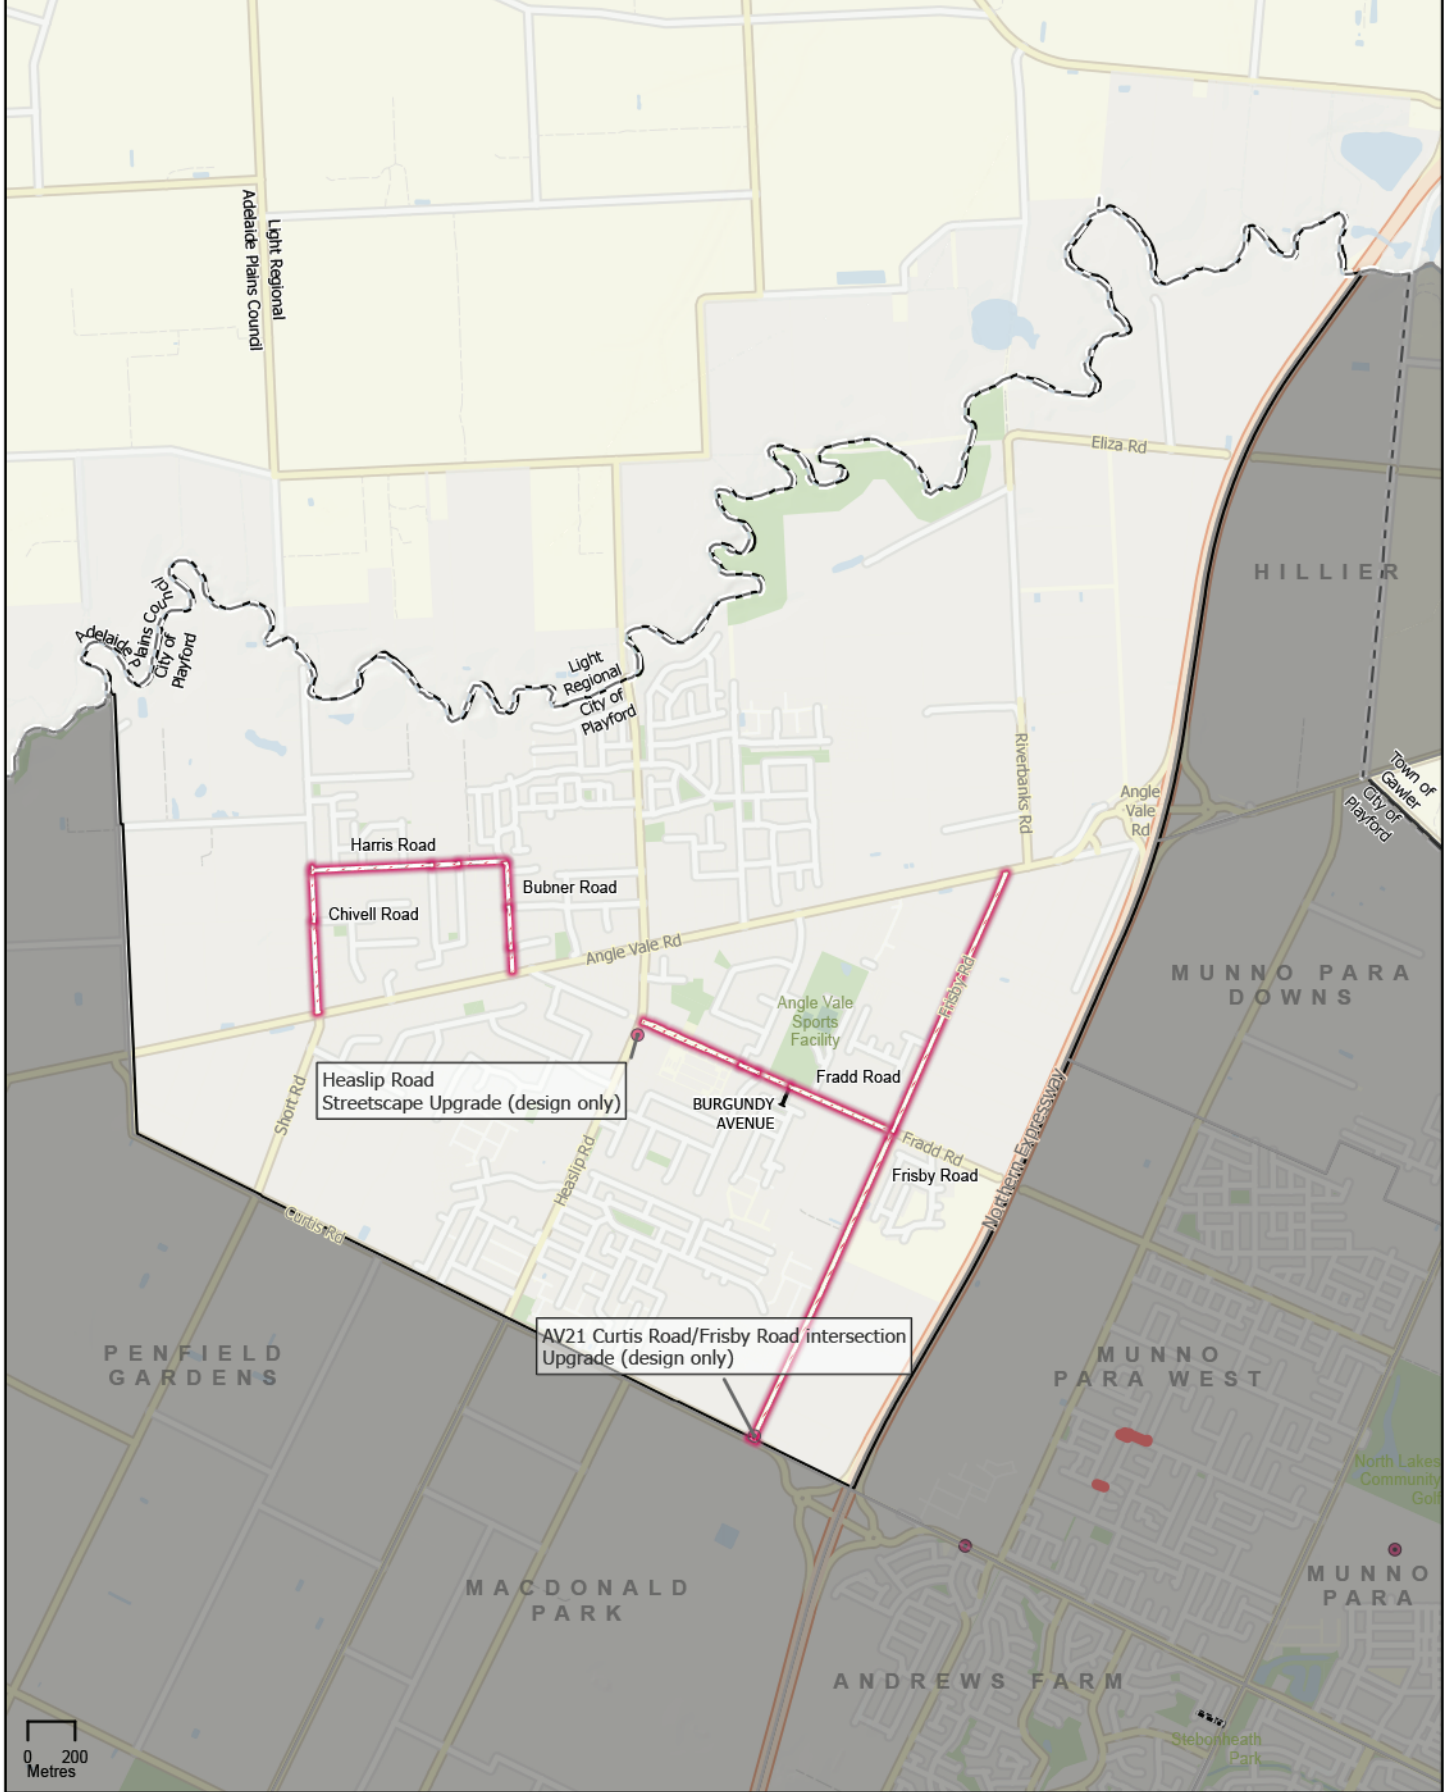 Adelaide Plains Council
Light Regional
Eliza Rd
HILLIER
Adelaide Plains Council
City of
Playford
Light
Regional
City of
Playford
Riverbanks Rd
Angle
Vale
Rd
Town of
Gawler
City of
Playford
Harris Road
Bubner Road
Chivell Road
Angle Vale Rd
Frisby Rd
MUNNO PARA
DOWNS
Angle Vale
Sports
Facility
Heaslip Road
Streetscape Upgrade (design only)
Short Rd
Fradd Road
BURGUNDY
AVENUE
Fradd Rd
Frisby Road
Northern Expressway
Heaslip Rd
Curtis Rd
AV21 Curtis Road/Frisby Road intersection
Upgrade (design only)
PENFIELD
GARDENS
MUNNO
PARA WEST
North Lakes
Community
Golf
MACDONALD
PARK
MUNNO
PARA
ANDREWS FARM
Stebonheath
Park
0 200
Metres